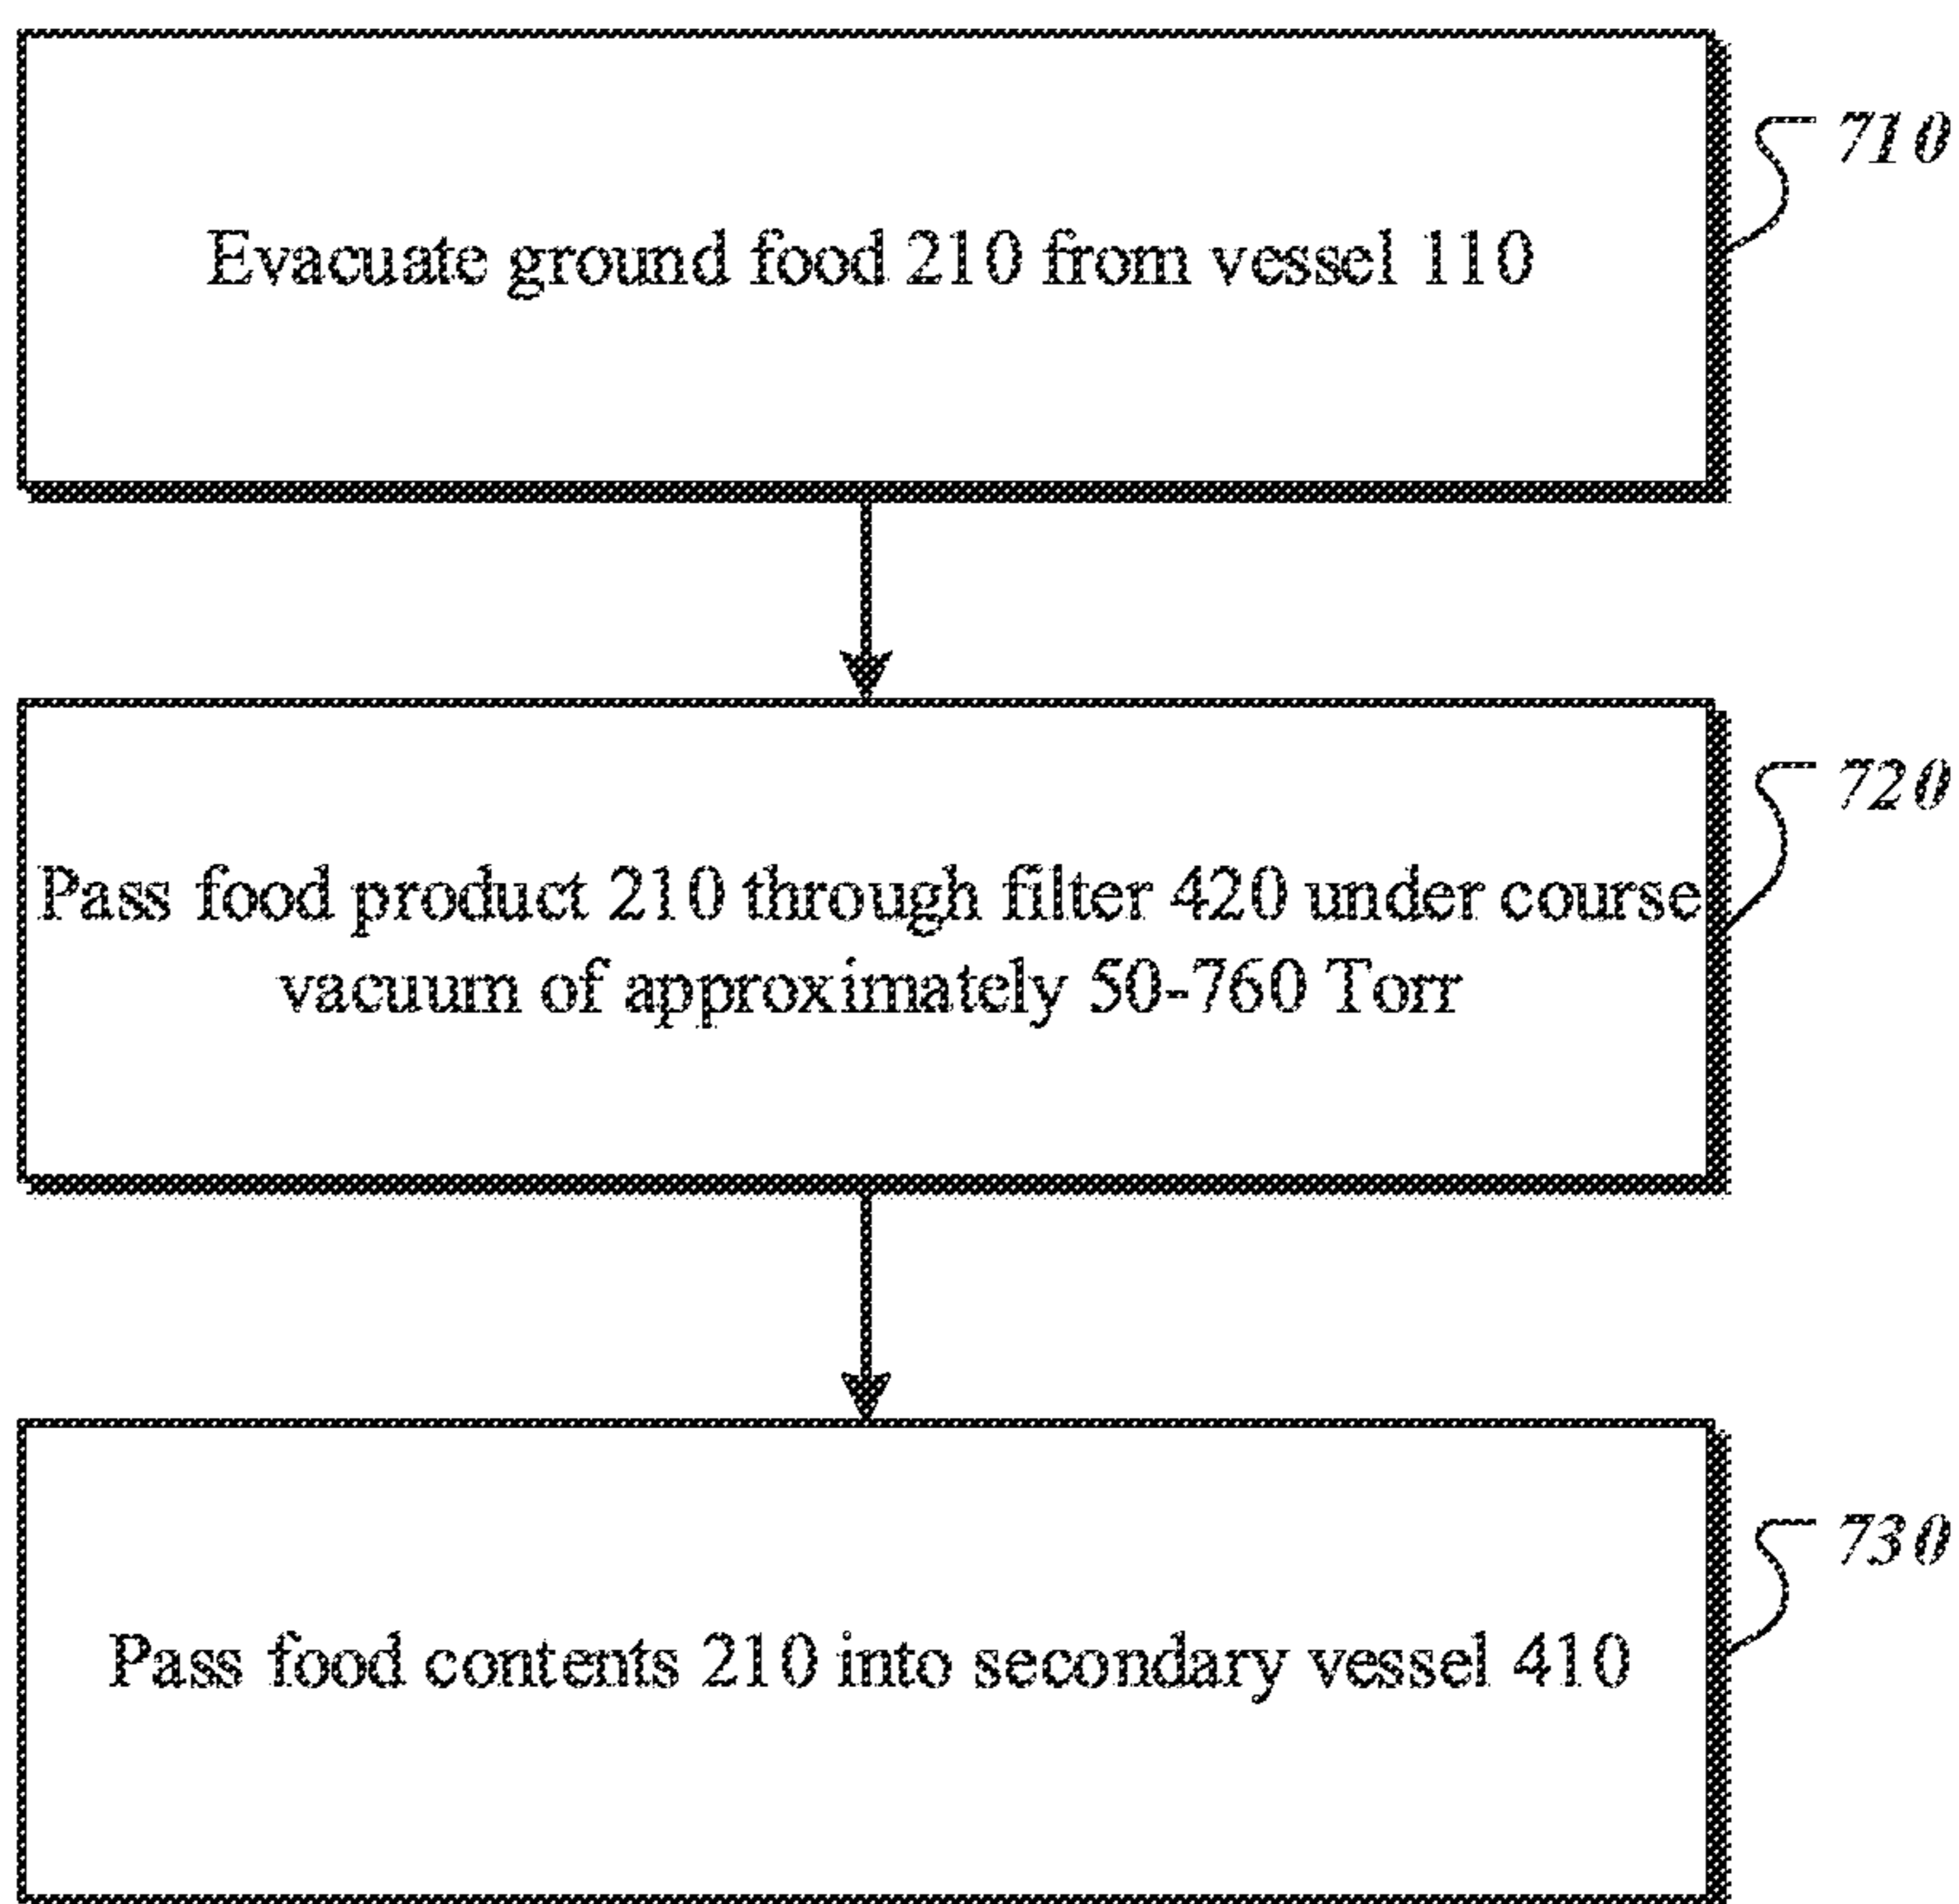 710
Evacuate ground food 210 from vessel 110
720
Pass food product 210 through filter 420 under course
vacuum of approximately 50-760 Torr
730
Pass food contents 210 into secondary vessel 410